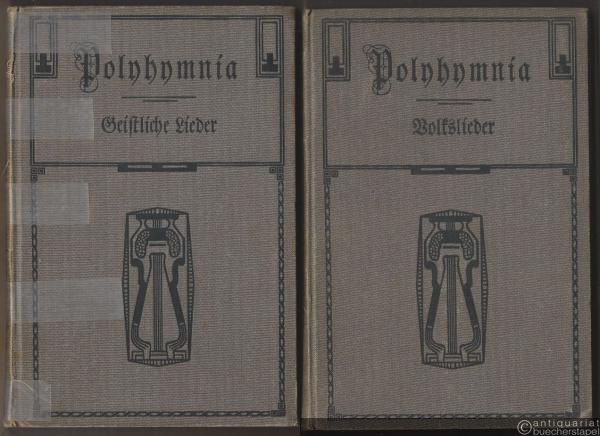 Polyhymnia
Geistliche Lieder
Polyhymnia
Volkslieder
antiquariat
buecherstapel